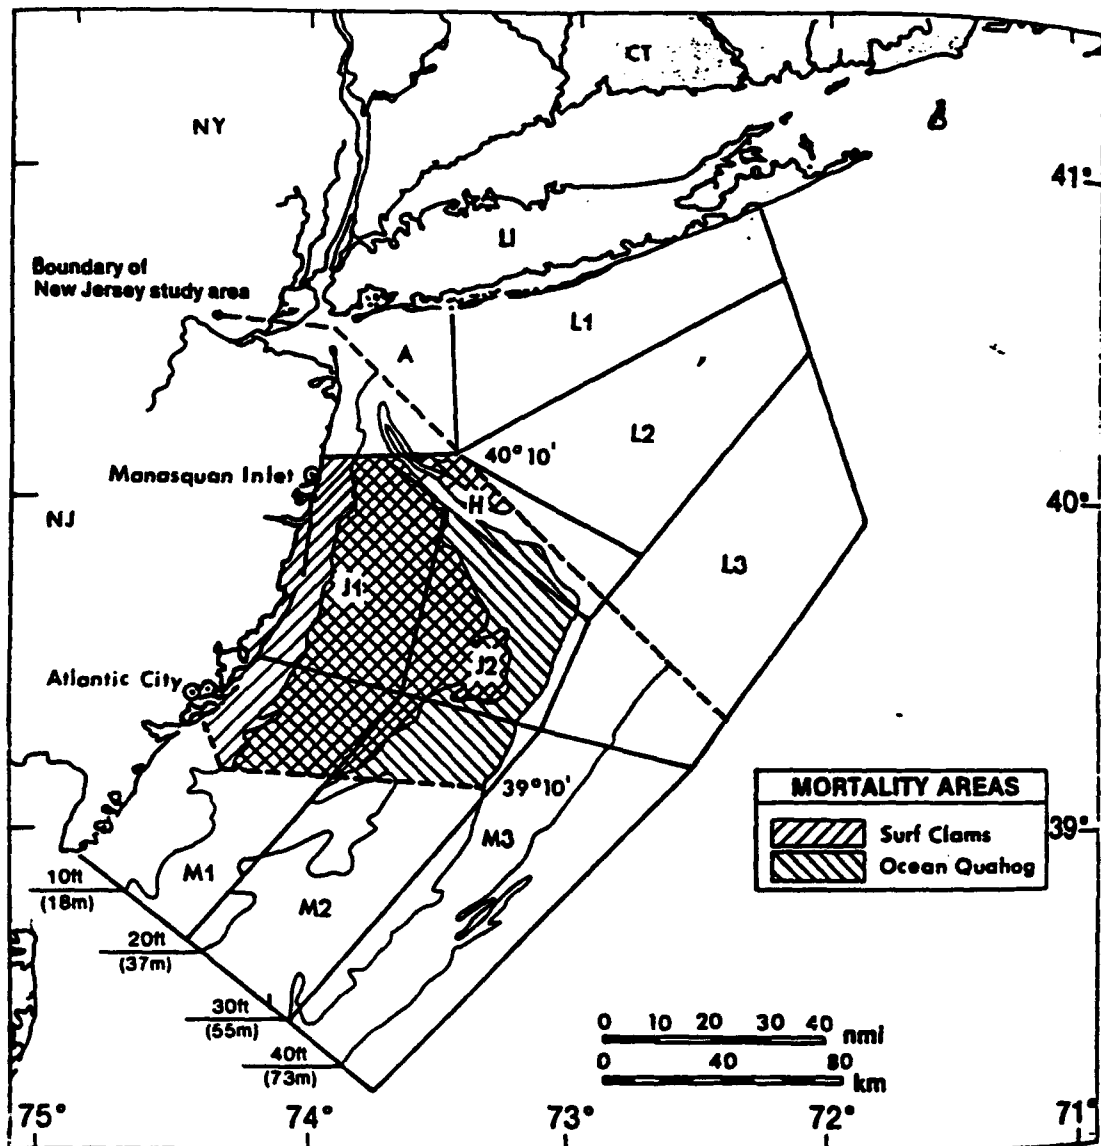 CT
NY
41°
LI
Boundary of
New Jersey study area
L1
A
L2
40° 10'
Manasquan Inlet
H
40°
NJ
L3
J1
J2
Atlantic City
39° 10'
MORTALITY AREAS
Surf Clams
39°
Ocean Quahog
M3
M1
10ft
(18m)
M2
20ft
(37m)
30ft
(55m)
0 10 20 30 40 nmi
40ft
(73m)
0 40 80
km
75° 74° 73° 72° 71°